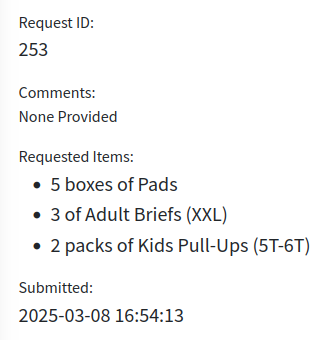 Request ID:
253
Comments:
None Provided
Requested Items:
• 5 boxes of Pads
• 3 of Adult Briefs (XXL)
• 2 packs of Kids Pull-Ups (5T-6T)
Submitted:
2025-03-08 16:54:13